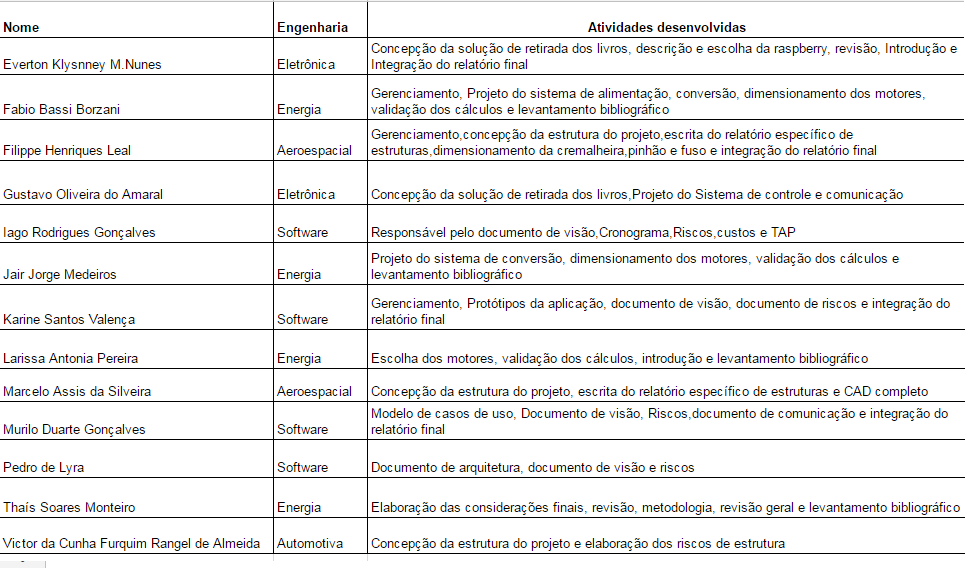 Nome Engenharia Atividades desenvolvidas
Everton Klysnney M.Nunes Eletrônica Concepção da solução de retirada dos livros, descrição e escolha da raspberry, revisão, Introdução e
Integração do relatório final
Fabio Bassi Borzani Energia Gerenciamento, Projeto do sistema de alimentação, conversão, dimensionamento dos motores,
validação dos cálculos e levantamento bibliográfico
Filippe Henriques Leal Aeroespacial Gerenciamento,concepção da estrutura do projeto,escrita do relatório específico de
estruturas,dimensionamento da cremalheira,pinhão e fuso e integração do relatório final
Gustavo Oliveira do Amaral Eletrônica Concepção da solução de retirada dos livros,Projeto do Sistema de controle e comunicação
Iago Rodrigues Gonçalves Software Responsável pelo documento de visão,Cronograma,Riscos,custos e TAP
Jair Jorge Medeiros Energia Projeto do sistema de conversão, dimensionamento dos motores, validação dos cálculos e
levantamento bibliográfico
Karine Santos Valença Software Gerenciamento, Protótipos da aplicação, documento de visão, documento de riscos e integração do
relatório final
Larissa Antonia Pereira Energia Escolha dos motores, validação dos cálculos, introdução e levantamento bibliográfico
Marcelo Assis da Silveira Aeroespacial Concepção da estrutura do projeto, escrita do relatório específico de estruturas e CAD completo
Murilo Duarte Gonçalves Software Modelo de casos de uso, Documento de visão, Riscos,documento de comunicação e integração do
relatório final
Pedro de Lyra Software Documento de arquitetura, documento de visão e riscos
Thaís Soares Monteiro Energia Elaboração das considerações finais, revisão, metodologia, revisão geral e levantamento bibliográfico
Victor da Cunha Furquim Rangel de Almeida Automotiva Concepção da estrutura do projeto e elaboração dos riscos de estrutura